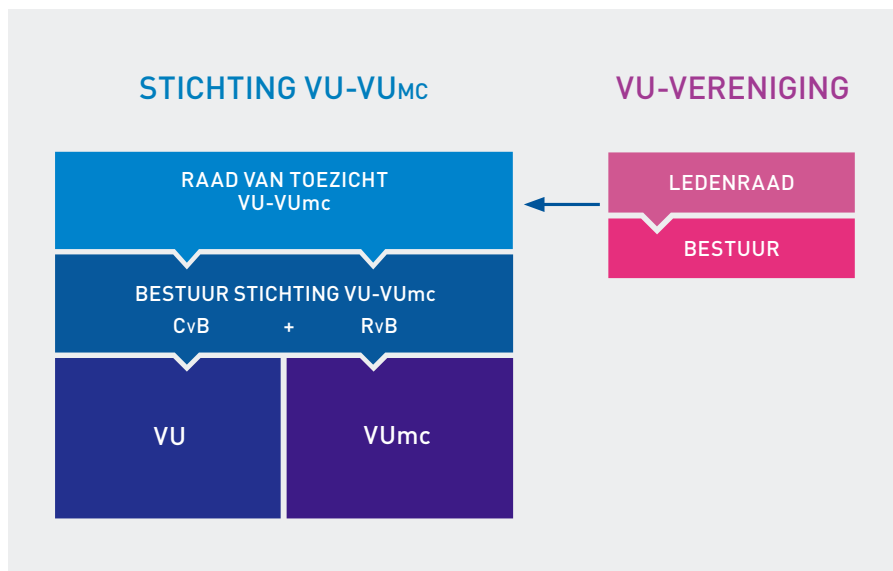 STICHTING VU-VUMC
RAAD VAN TOEZICHT
VU-VUmc
BESTUUR STICHTING VU-VUmc
CvB + RvB
VU
VUmc
VU-VERENIGING
LEDENRAAD
BESTUUR